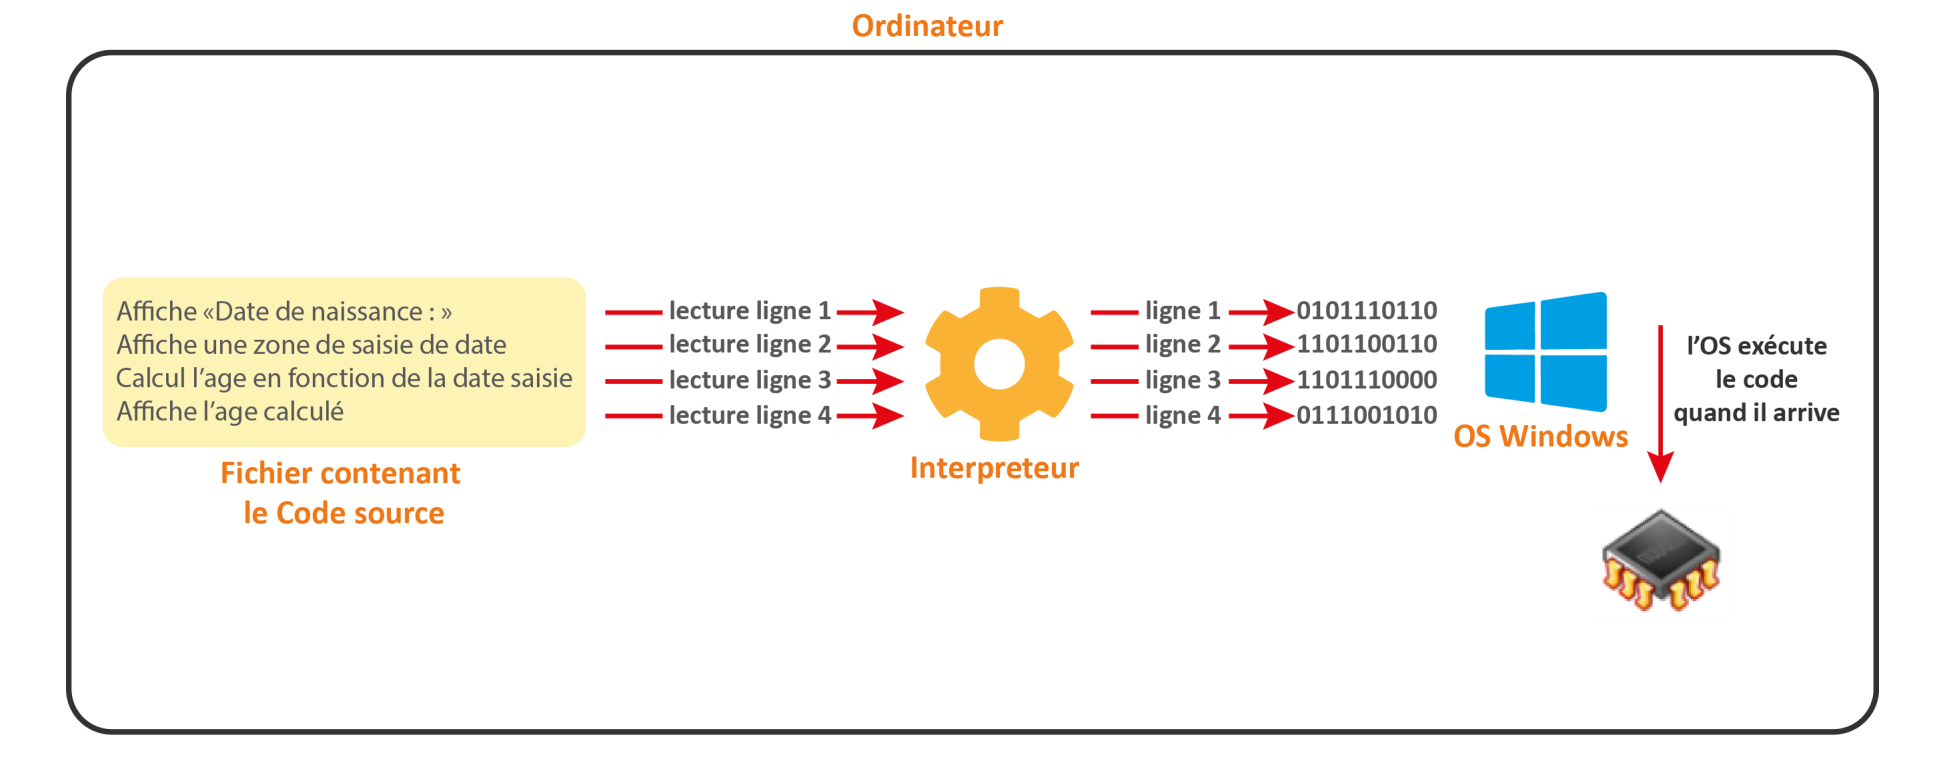 Ordinateur
Affiche «Date de naissance : »
Affiche une zone de saisie de date
Calcul l'age en fonction de la date saisie
Affiche l'age calculé
Fichier contenant
le Code source
lecture ligne 1
lecture ligne 2
lecture ligne 3
lecture ligne 4
Interpreteur
ligne 1 0101110110
ligne 2 1101100110
ligne 3 1101110000
ligne 4 0111001010
OS Windows
l'OS exécute
le code
quand il arrive